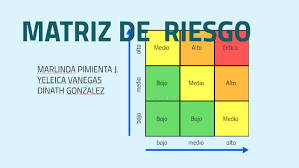 MATRIZ DE RIESGO
MARLINDA PIMIENTA J.
YELEICA VANEGAS
DINATH GONZALEZ
alto Medio Alto Crítico
medio Bajo Medio Alto
bajo Bajo Bajo Medio
bajo medio alto